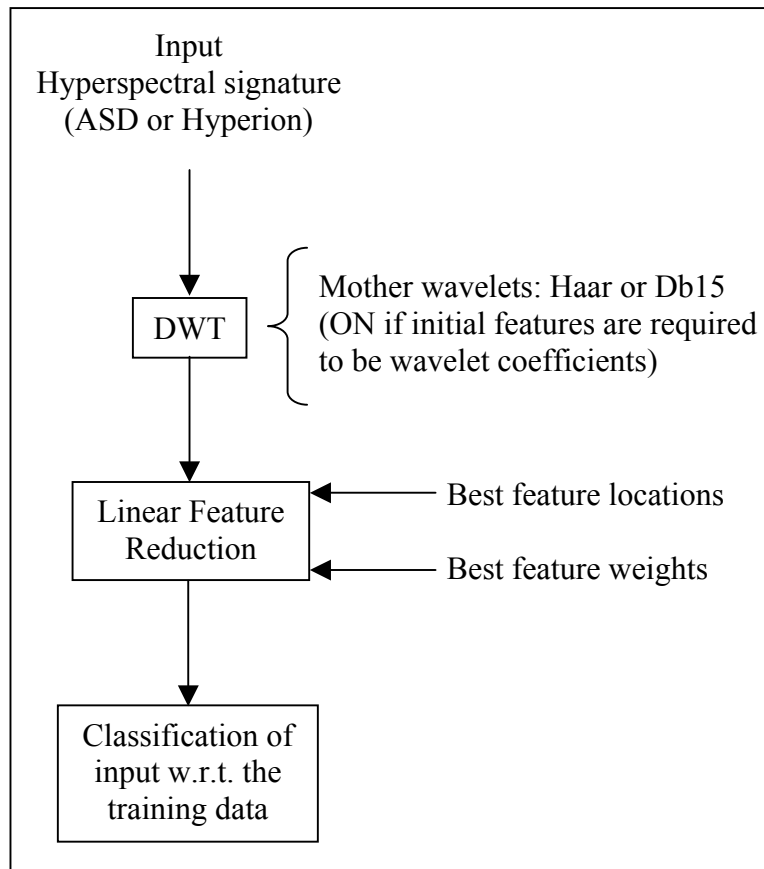 Input
Hyperspectral signature
(ASD or Hyperion)
DWT
Mother wavelets: Haar or Db15
(ON if initial features are required
to be wavelet coefficients)
Linear Feature
Reduction
Best feature locations
Best feature weights
Classification of
input w.r.t. the
training data